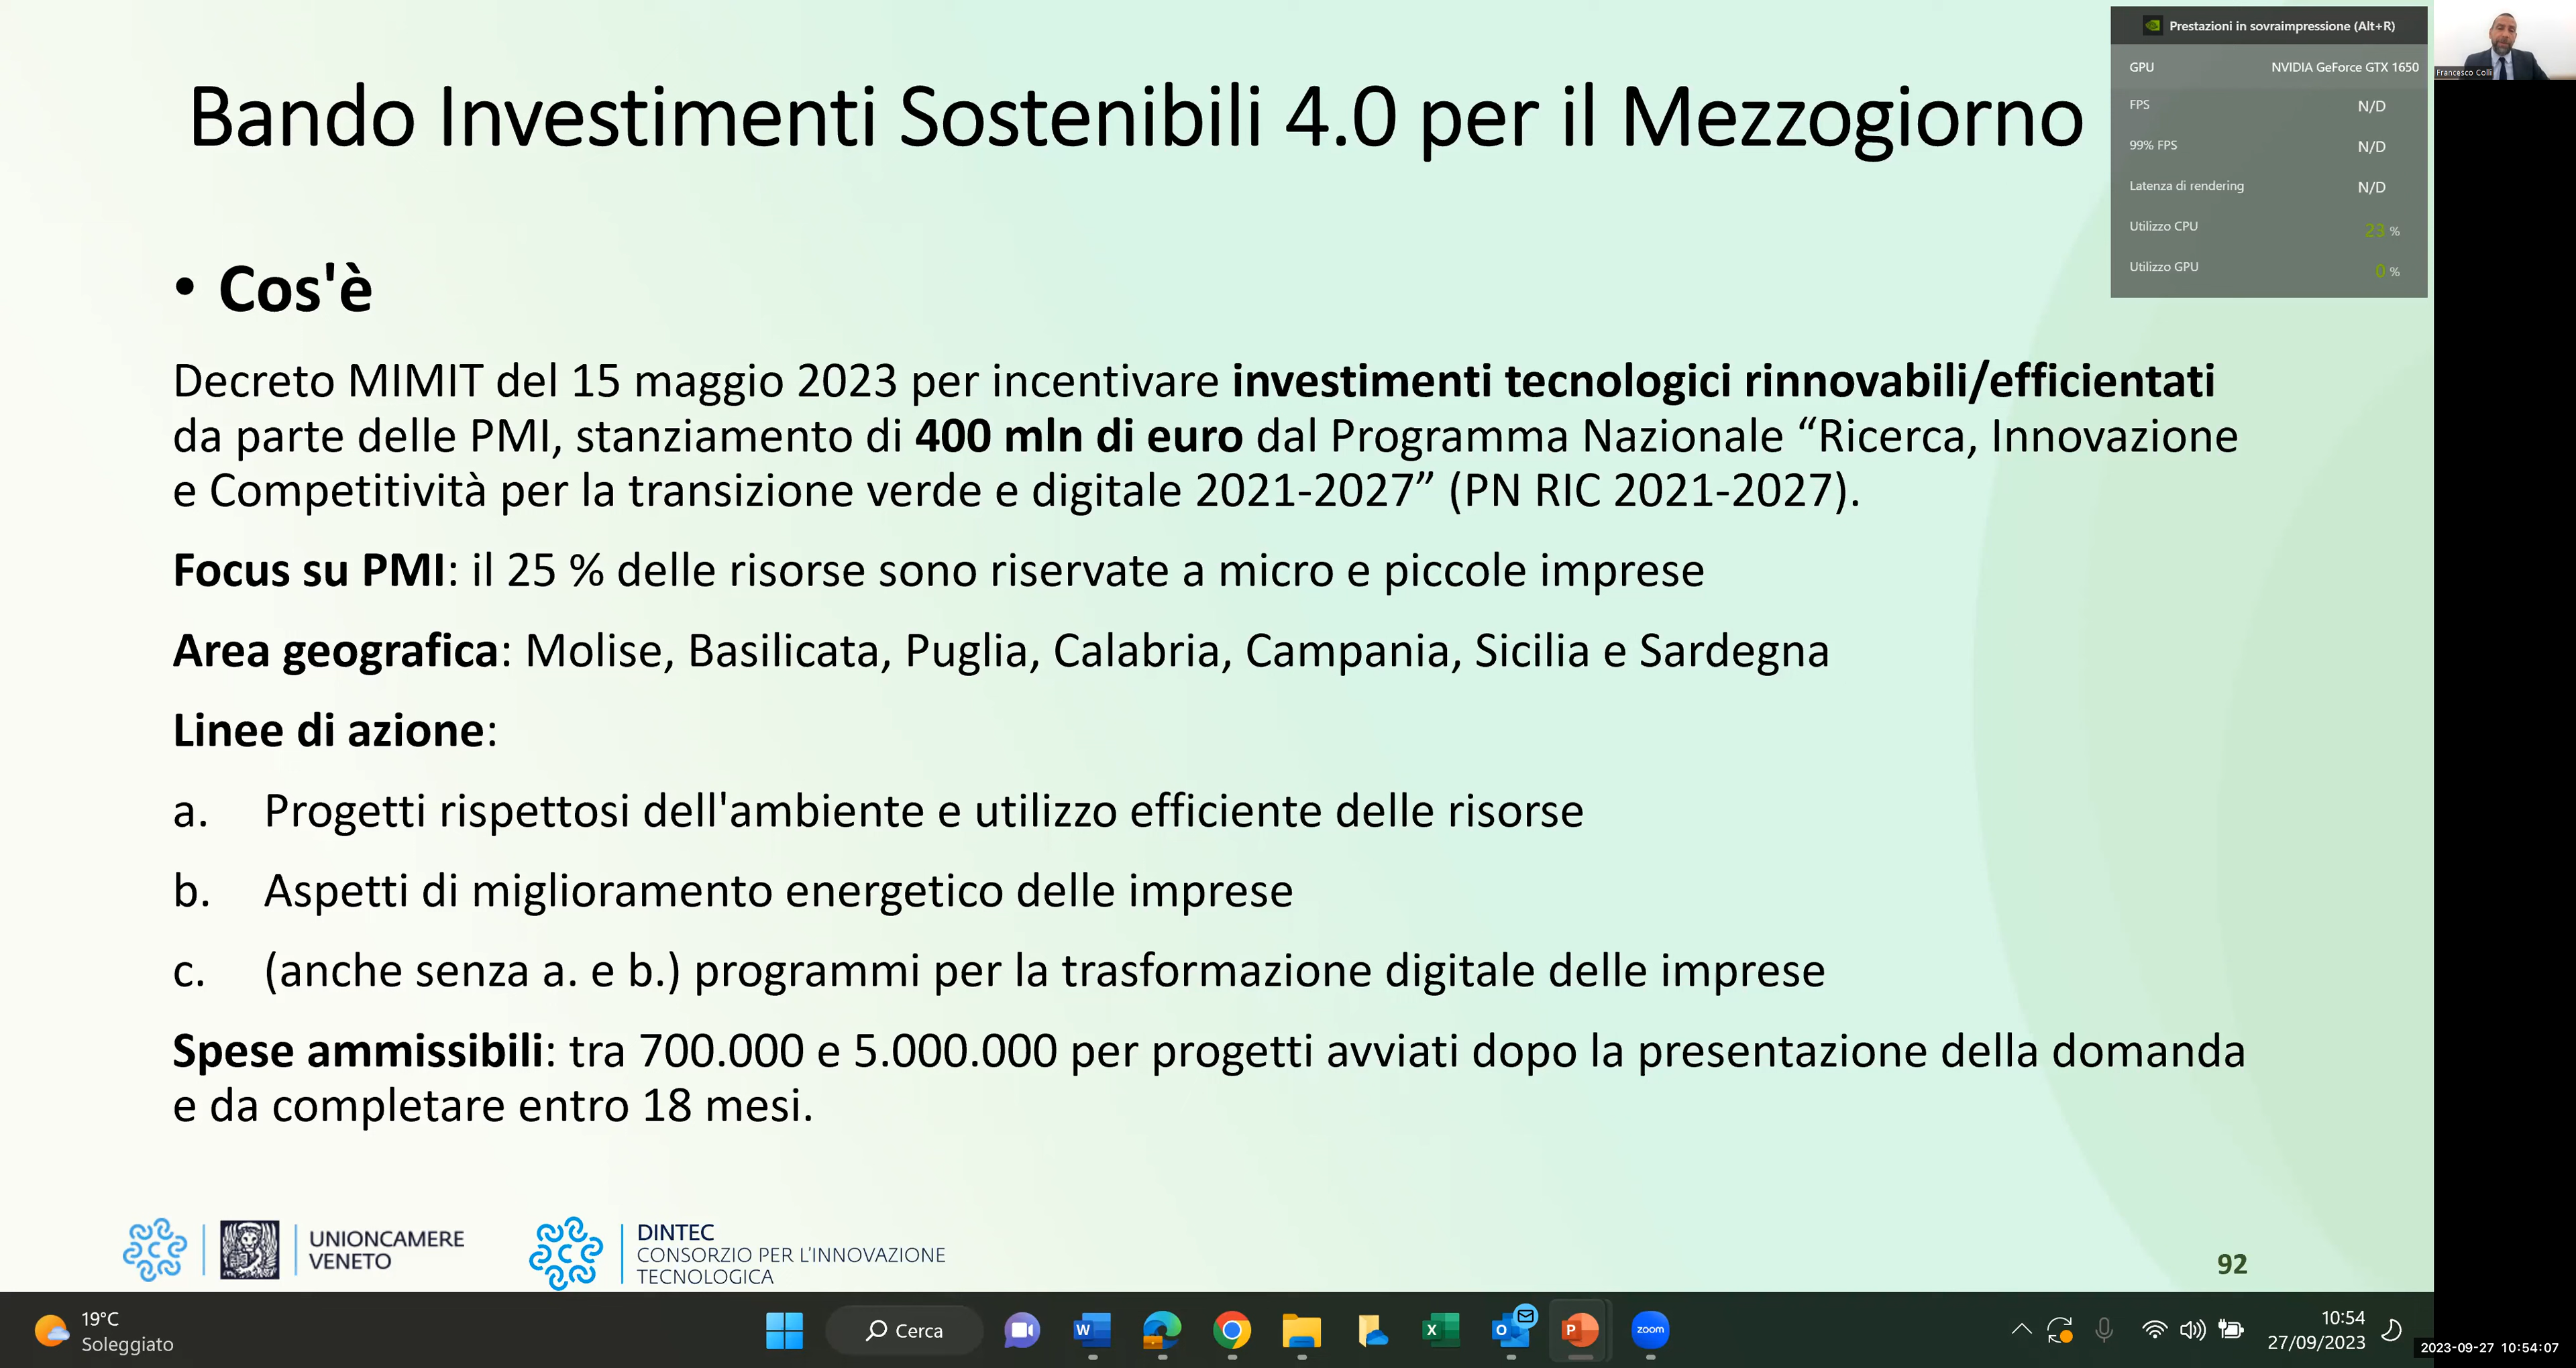 Bando Investimenti Sostenibili 4.0 per il Mezzogiorno
• Cos'è
Decreto MIMIT del 15 maggio 2023 per incentivare investimenti tecnologici rinnovabili/efficientati
da parte delle PMI, stanziamento di 400 mln di euro dal Programma Nazionale “Ricerca, Innovazione
e Competitività per la transizione verde e digitale 2021-2027” (PN RIC 2021-2027).
Focus su PMI: il 25 % delle risorse sono riservate a micro e piccole imprese
Area geografica: Molise, Basilicata, Puglia, Calabria, Campania, Sicilia e Sardegna
Linee di azione:
a. Progetti rispettosi dell'ambiente e utilizzo efficiente delle risorse
b. Aspetti di miglioramento energetico delle imprese
c. (anche senza a. e b.) programmi per la trasformazione digitale delle imprese
Spese ammissibili: tra 700.000 e 5.000.000 per progetti avviati dopo la presentazione della domanda
e da completare entro 18 mesi.
UNIONCAMERE
VENETO
DINTEC
CONSORZIO PER L'INNOVAZIONE
TECNOLOGICA
92
Prestazioni in sovraimpressione (Alt+R)
GPU NVIDIA GeForce GTX 1650
FPS N/D
99% FPS N/D
Latenza di rendering N/D
Utilizzo CPU 23 %
Utilizzo GPU 0 %
Francesco Colli
19°C
Soleggiato
Cerca
zoom
10:54
27/09/2023
2023-09-27 10:54:07